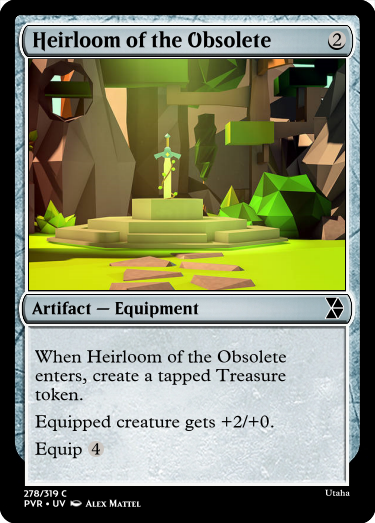 Heirloom of the Obsolete 2
Artifact — Equipment
When Heirloom of the Obsolete
enters, create a tapped Treasure
token.
Equipped creature gets +2/+0.
Equip 4
278/319 C
PVR • UV Alex Mattel
Utaha